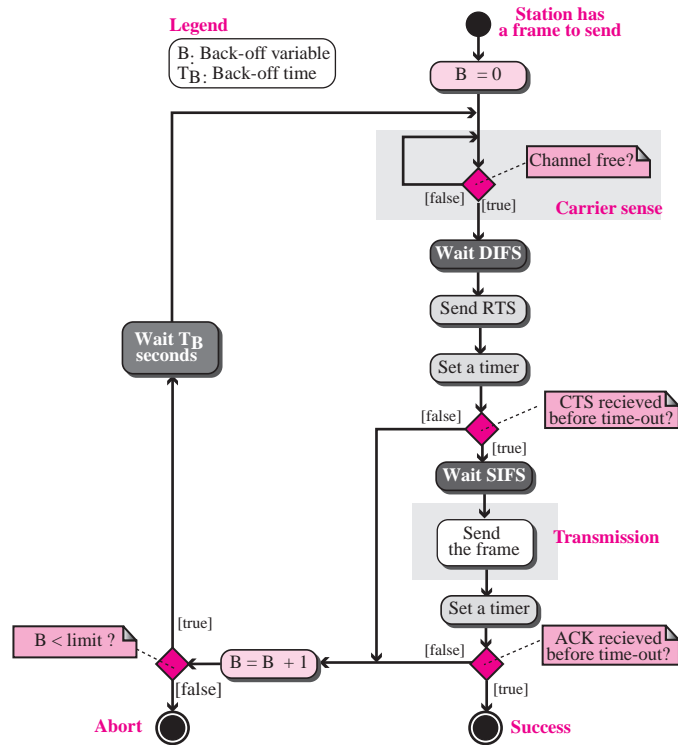 Legend
B: Back-off variable
TB: Back-off time
Station has
a frame to send
B = 0
Channel free?
[false]
[true]
Carrier sense
Wait DIFS
Send RTS
Wait TB
seconds
Set a timer
CTS recieved
before time-out?
[false]
[true]
Wait SIFS
Send
the frame
Transmission
Set a timer
[true]
B < limit ?
B = B + 1
[false]
ACK recieved
before time-out?
[false]
[true]
Abort
Success